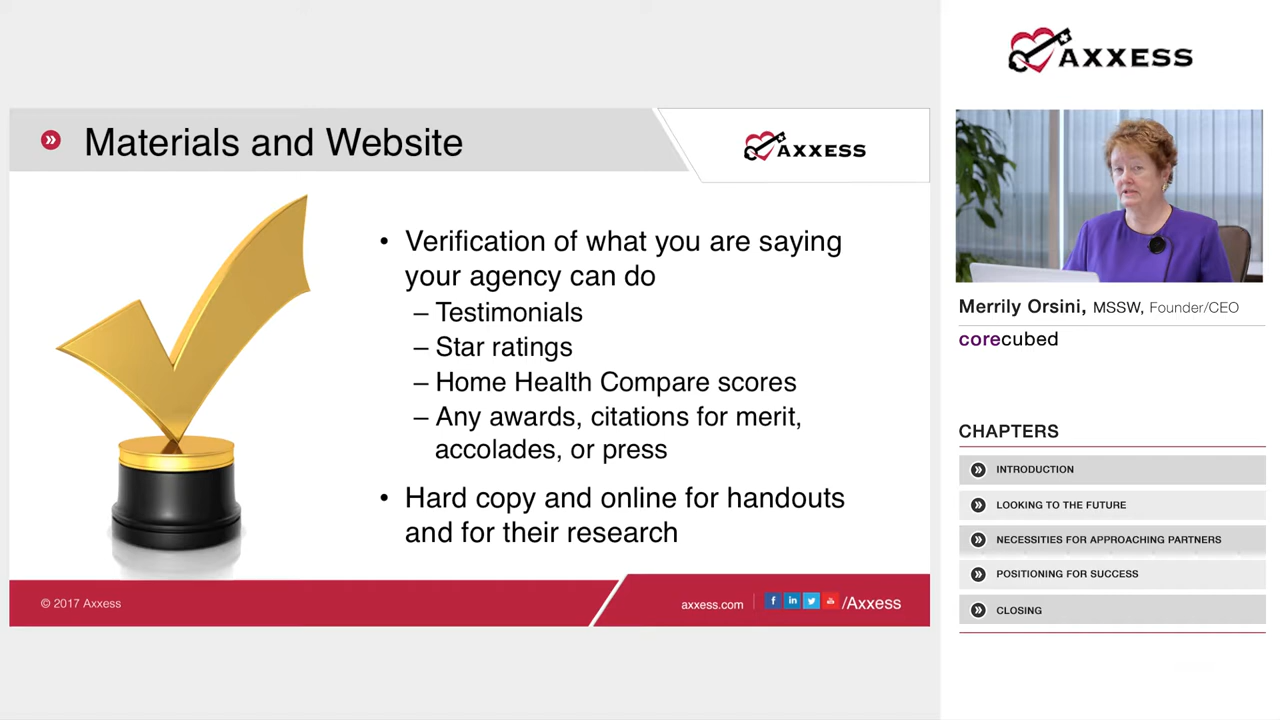 Materials and Website
AXXESS
• Verification of what you are saying
your agency can do
– Testimonials
– Star ratings
– Home Health Compare scores
– Any awards, citations for merit,
accolades, or press
• Hard copy and online for handouts
and for their research
© 2017 Axxess
axxess.com
/Axxess
AXXESS
Merrily Orsini, MSSW, Founder/CEO
corecubed
CHAPTERS
INTRODUCTION
LOOKING TO THE FUTURE
NECESSITIES FOR APPROACHING PARTNERS
POSITIONING FOR SUCCESS
CLOSING